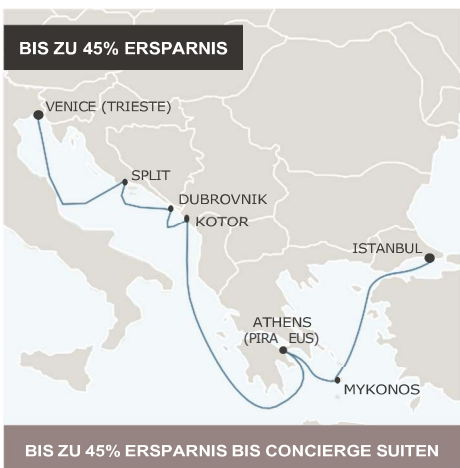 BIS ZU 45% ERSPARNIS
VENICE (TRIESTE)
SPLIT
DUBROVNIK
KOTOR
ISTANBUL
ATHENS
(PIRA EUS)
MYKONOS
BIS ZU 45% ERSPARNIS BIS CONCIERGE SUITEN